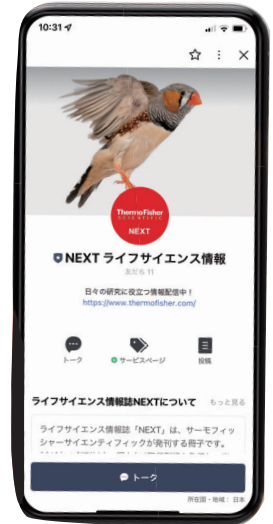 10:31
ThermoFisher
SCIENTIFIC
NEXT
NEXT ライフサイエンス情報
友だち 11
日々の研究に役立つ情報配信中！
https://www.thermofisher.com/
トーク
サービスページ
投稿
ライフサイエンス情報誌NEXTについて
もっと見る
ライフサイエンス情報誌「NEXT」は、サーモフィッ
シャーサイエンティフィックが発刊する冊子です。
トーク
所在国・地域： 日本